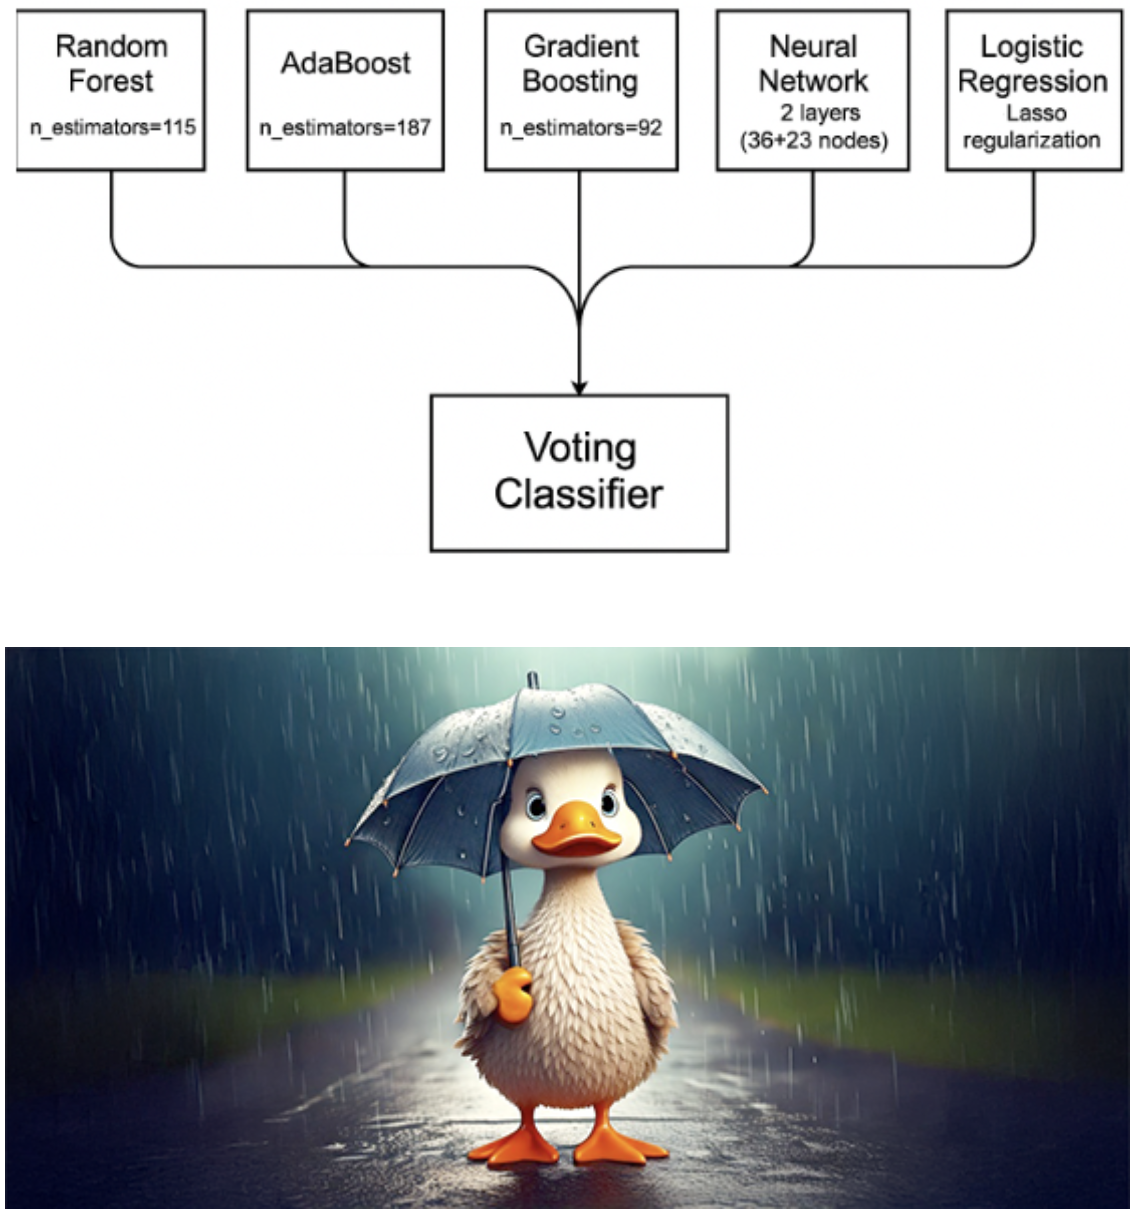 Random
Forest
n_estimators=115
AdaBoost
n_estimators=187
Gradient
Boosting
n_estimators=92
Neural
Network
2 layers
(36+23 nodes)
Logistic
Regression
Lasso
regularization
Voting
Classifier